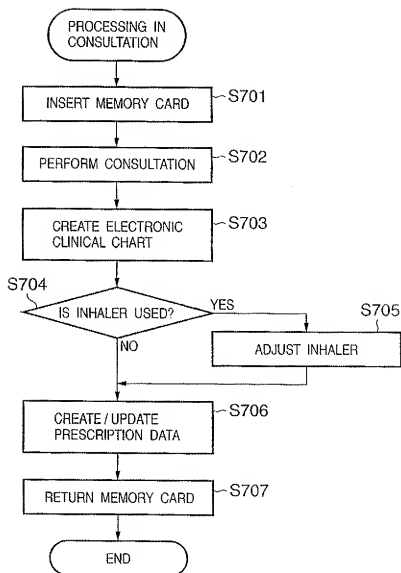 PROCESSING IN
CONSULTATION
INSERT MEMORY CARD
S701
PERFORM CONSULTATION
S702
CREATE ELECTRONIC
CLINICAL CHART
S703
S704
IS INHALER USED?
YES
NO
S705
ADJUST INHALER
CREATE / UPDATE
PRESCRIPTION DATA
S706
RETURN MEMORY CARD
S707
END